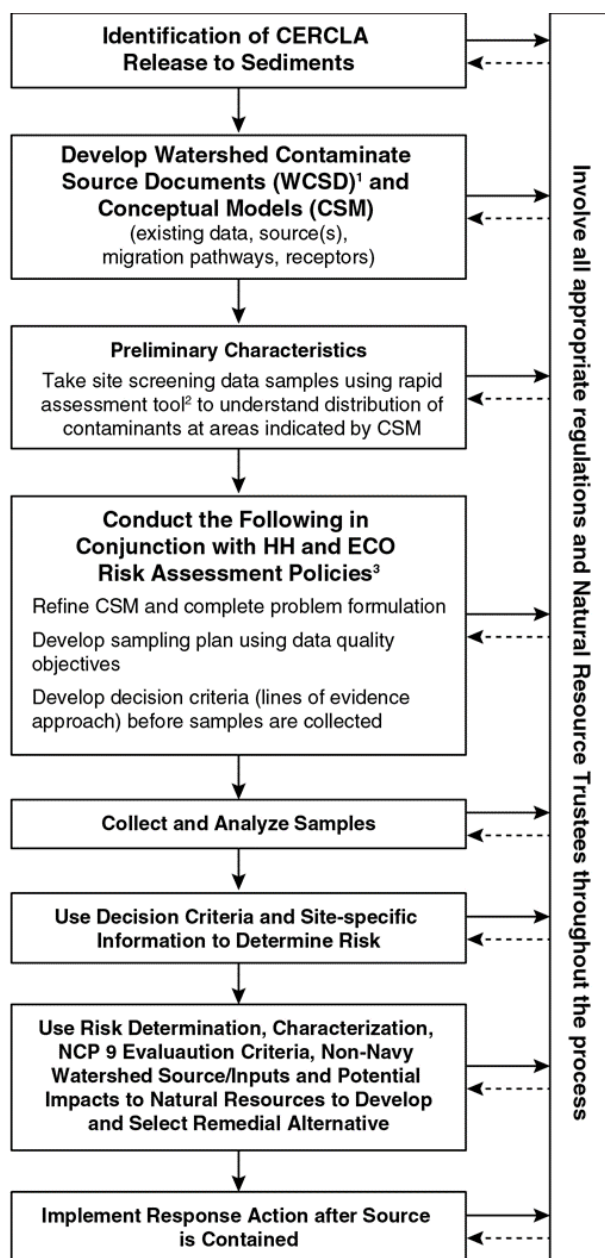 Identification of CERCLA
Release to Sediments
Develop Watershed Contaminate
Source Documents (WCSD)¹ and
Conceptual Models (CSM)
(existing data, source(s),
migration pathways, receptors)
Preliminary Characteristics
Take site screening data samples using rapid
assessment tool² to understand distribution of
contaminants at areas indicated by CSM
Conduct the Following in
Conjunction with HH and ECO
Risk Assessment Policies³
Refine CSM and complete problem formulation
Develop sampling plan using data quality
objectives
Develop decision criteria (lines of evidence
approach) before samples are collected
Collect and Analyze Samples
Use Decision Criteria and Site-specific
Information to Determine Risk
Use Risk Determination, Characterization,
NCP 9 Evaluaution Criteria, Non-Navy
Watershed Source/Inputs and Potential
Impacts to Natural Resources to Develop
and Select Remedial Alternative
Implement Response Action after Source
is Contained
Involve all appropriate regulations and Natural Resource Trustees throughout the process